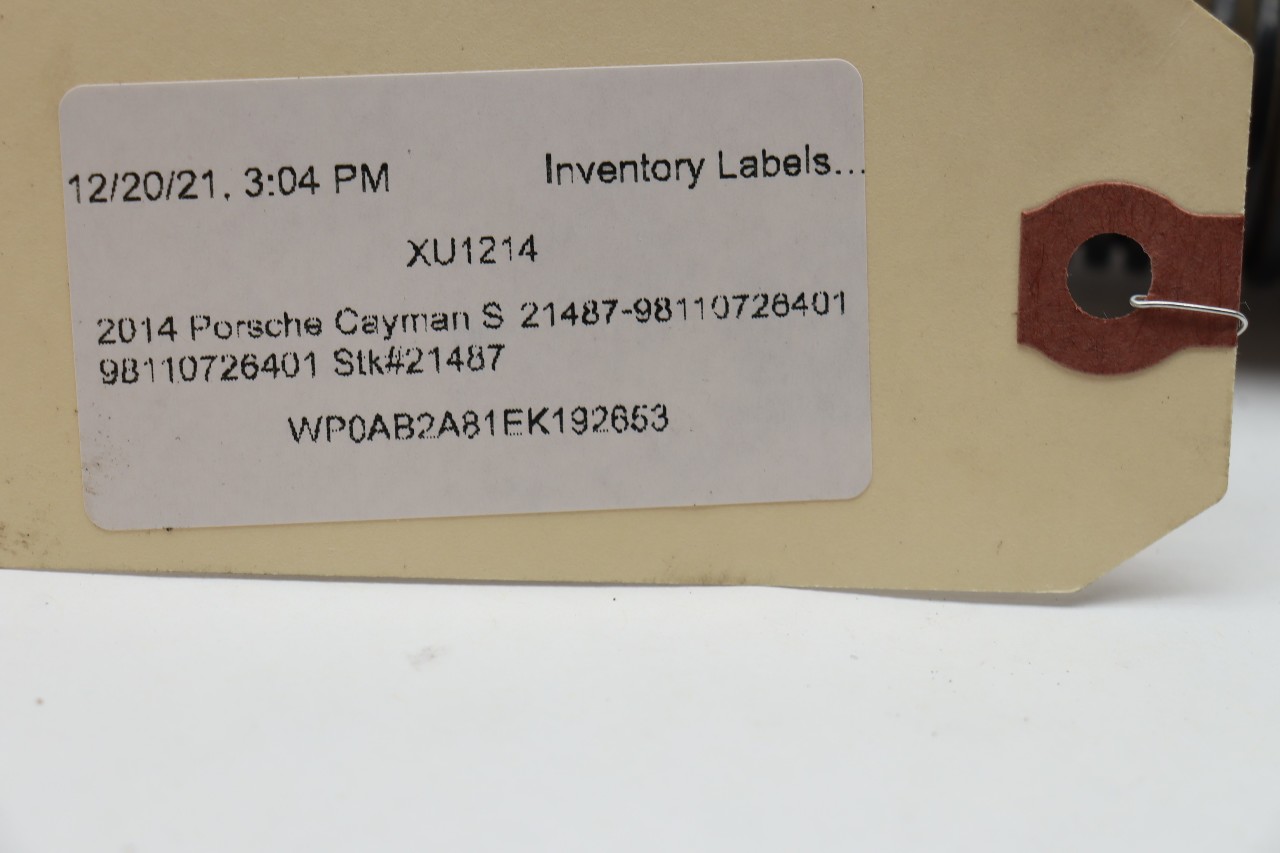 12/20/21, 3:04 PM Inventory Labels...
XU1214
2014 Porsche Cayman S 21487-98110726401
98110726401 Stk#21487
WP0AB2A81EK192653